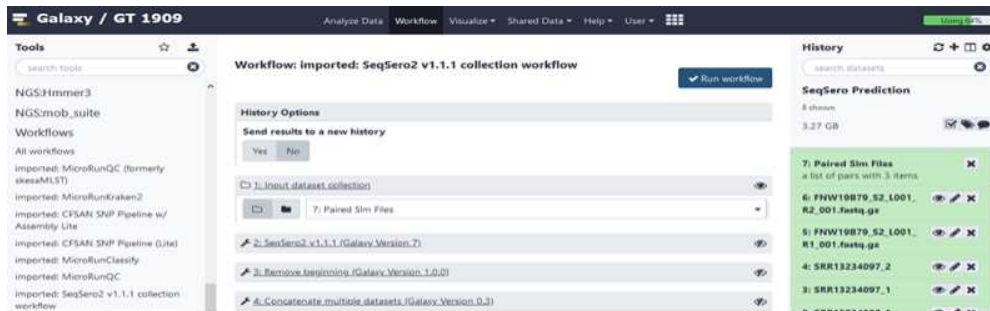 Galaxy / GT 1909
Analyze Data Workflow Visualize Shared Data Help User
Using 64%
Tools
search tools
NGS:Hmmer3
NGS:mob_suite
Workflows
All workflows
imported: MicroRunQC (formerly
skesaMLST)
imported: MicroRunKraken2
imported: CFSAN SNP Pipeline w/
Assembly Lite
imported: CFSAN SNP Pipeline (Lite)
imported: MicroRunClassify
imported: MicroRunQC
imported: SeqSero2 v1.1.1 collection
workflow
Workflow: imported: SeqSero2 v1.1.1 collection workflow
Run workflow
History Options
Send results to a new history
Yes No
1: Input dataset collection
7: Paired Slm Files
2: SeqSero2 v1.1.1 (Galaxy Version 7)
3: Remove beginning (Galaxy Version 1.0.0)
4: Concatenate multiple datasets (Galaxy Version 0.3)
History
search datasets
SeqSero Prediction
8 shown
3.27 GB
7: Paired Slm Files
a list of pairs with 3 items
6: FNW19879_S2_L001_
R2_001.fastq.gz
5: FNW19879_S2_L001_
R1_001.fastq.gz
4: SRR13234097_2
3: SRR13234097_1